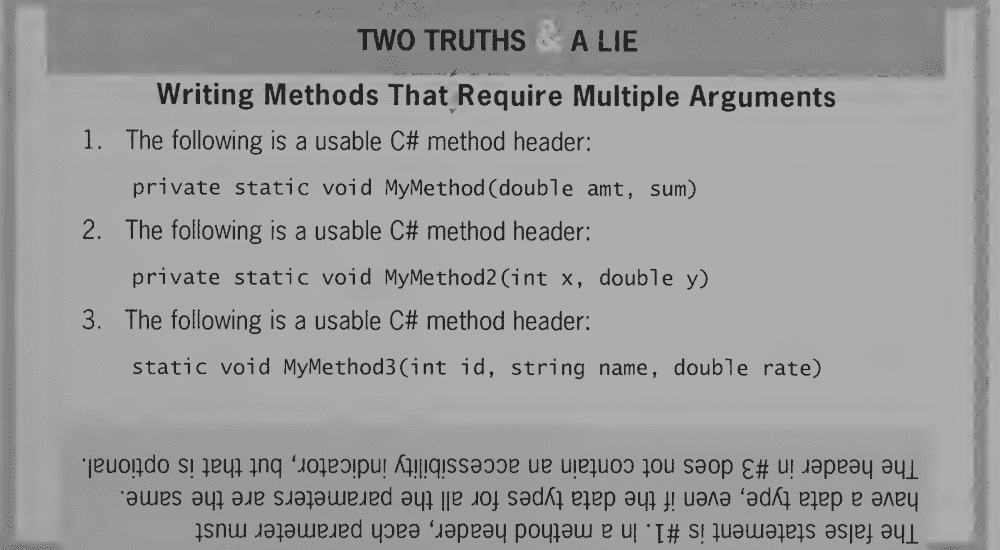 TWO TRUTHS & A LIE
Writing Methods That Require Multiple Arguments
1. The following is a usable C# method header:
private static void MyMethod(double amt, sum)
2. The following is a usable C# method header:
private static void MyMethod2(int x, double y)
3. The following is a usable C# method header:
static void MyMethod3(int id, string name, double rate)
The false statement is #1. In a method header, each parameter must
have a data type, even if the data types for all the parameters are the same.
The header in #3 does not contain an accessibility indicator, but that is optional.